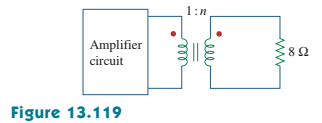 1 : n
Amplifier
circuit
8 Ω
Figure 13.119